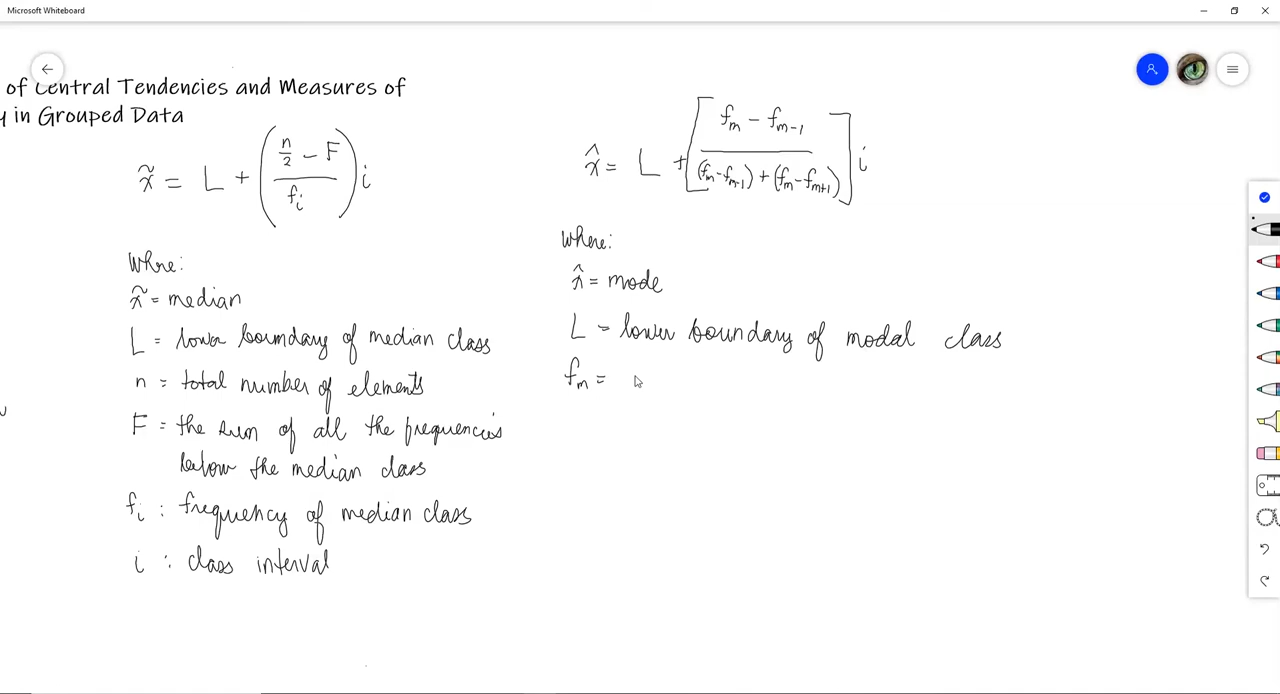 Microsoft Whiteboard
of Central Tendencies and Measures of
y in Grouped Data
x̃ = L + ( (n/2 − F) / fᵢ ) i
Whre:
x̃ = median
L = lower boundary of median class
n = total number of elements
F = the sum of all the frequencies
below the median class
fᵢ : frequency of median class
i : class interval
x̂ = L + [ (fₘ − fₘ₋₁) / ((fₘ − fₘ₋₁) + (fₘ − fₘ₊₁)) ] i
where:
x̂ = mode
L = lower boundary of modal class
fₘ =